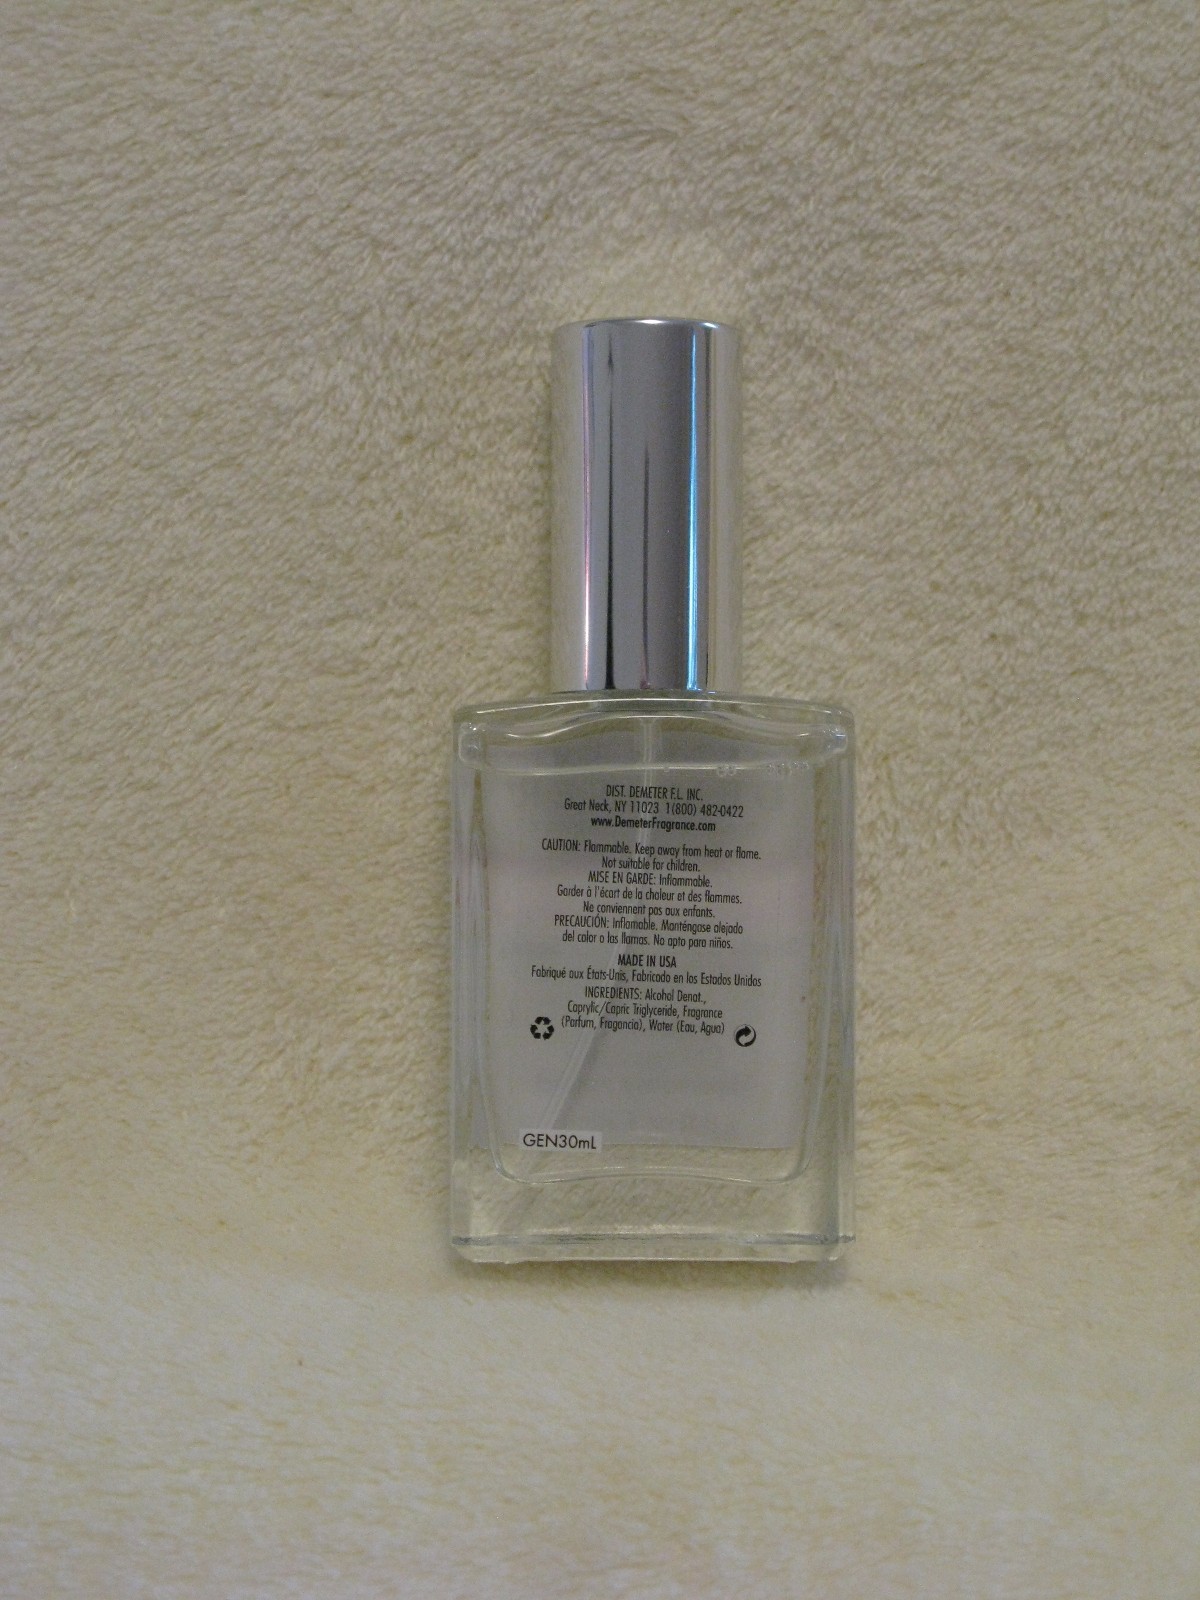 DIST. DEMETER F.L. INC.
Great Neck, NY 11023 1(800) 482-0422
www.DemeterFragrance.com
CAUTION: Flammable. Keep away from heat or flame.
Not suitable for children.
MISE EN GARDE: Inflammable.
Garder à l'écart de la chaleur et des flammes.
Ne conviennent pas aux enfants.
PRECAUCIÓN: Inflamable. Manténgase alejado
del calor o las llamas. No apto para niños.
MADE IN USA
Fabriqué aux États-Unis, Fabricado en los Estados Unidos
INGREDIENTS: Alcohol Denat.,
Caprylic/Capric Triglyceride, Fragrance
(Parfum, Fragancia), Water (Eau, Agua)
GEN30mL